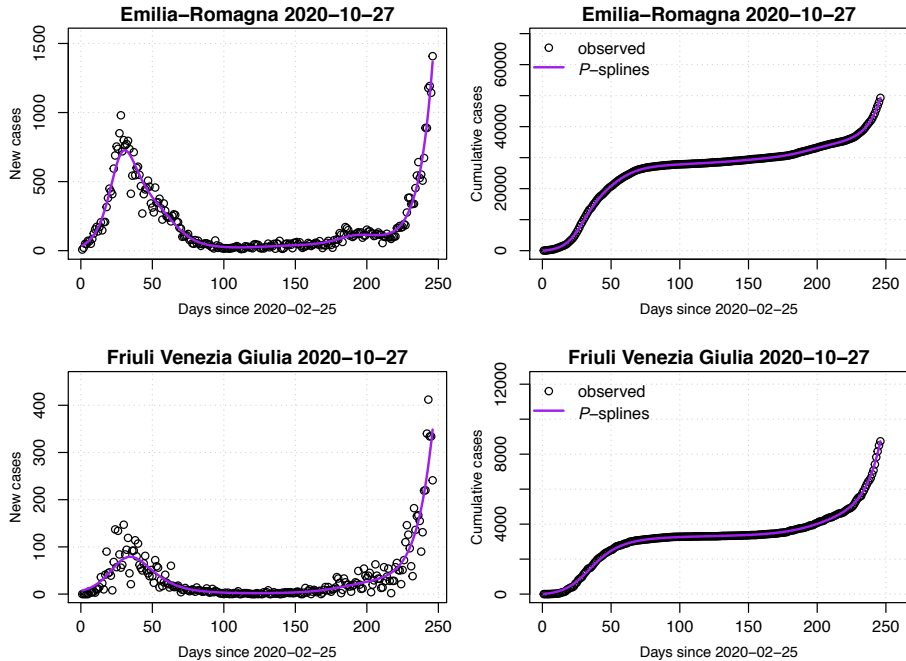 Emilia−Romagna 2020−10−27
New cases
1500
1000
500
0
0 50 100 150 200 250
Days since 2020−02−25
Emilia−Romagna 2020−10−27
observed
P−splines
Cumulative cases
60000
40000
20000
0
0 50 100 150 200 250
Days since 2020−02−25
Friuli Venezia Giulia 2020−10−27
New cases
400
300
200
100
0
0 50 100 150 200 250
Days since 2020−02−25
Friuli Venezia Giulia 2020−10−27
observed
P−splines
Cumulative cases
12000
8000
4000
0
0 50 100 150 200 250
Days since 2020−02−25